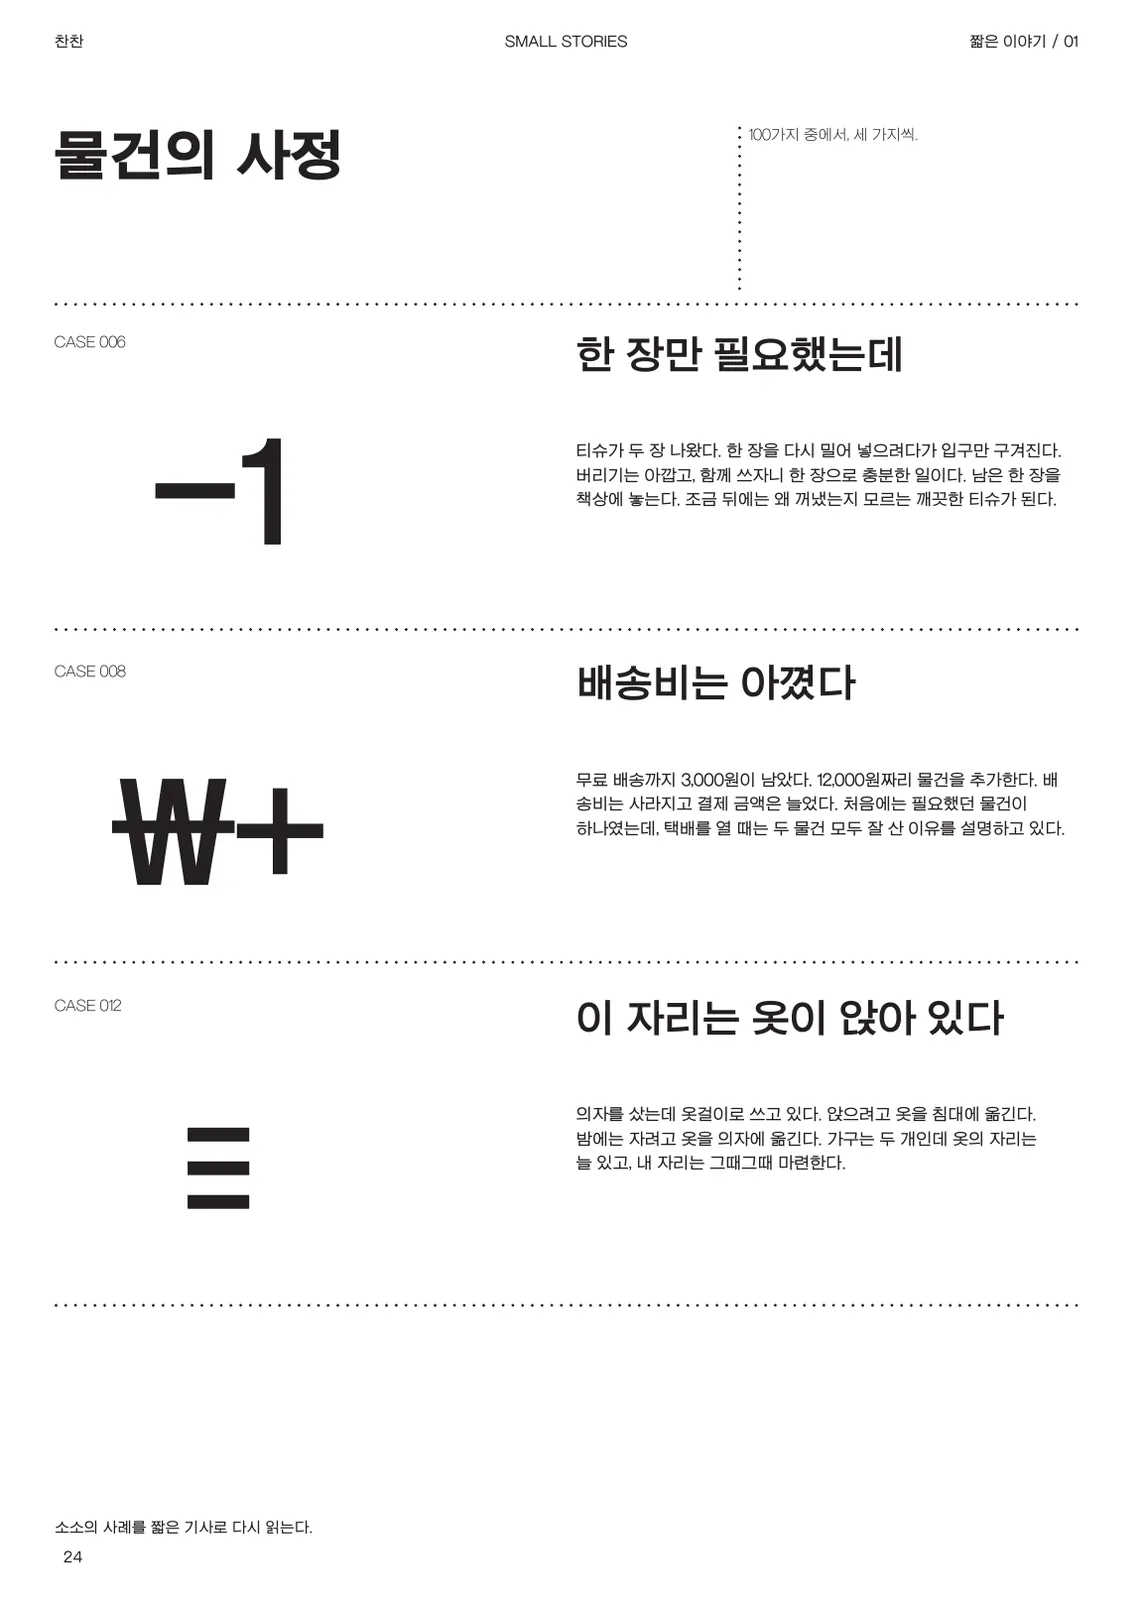 찬찬
SMALL STORIES
짧은 이야기 / 01
물건의 사정
100가지 중에서, 세 가지씩.
CASE 006
한 장만 필요했는데
−1
티슈가 두 장 나왔다. 한 장을 다시 밀어 넣으려다가 입구만 구겨진다.
버리기는 아깝고, 함께 쓰자니 한 장으로 충분한 일이다. 남은 한 장을
책상에 놓는다. 조금 뒤에는 왜 꺼냈는지 모르는 깨끗한 티슈가 된다.
CASE 008
배송비는 아꼈다
₩+
무료 배송까지 3,000원이 남았다. 12,000원짜리 물건을 추가한다. 배
송비는 사라지고 결제 금액은 늘었다. 처음에는 필요했던 물건이
하나였는데, 택배를 열 때는 두 물건 모두 잘 산 이유를 설명하고 있다.
CASE 012
이 자리는 옷이 앉아 있다
☰
의자를 샀는데 옷걸이로 쓰고 있다. 앉으려고 옷을 침대에 옮긴다.
밤에는 자려고 옷을 의자에 옮긴다. 가구는 두 개인데 옷의 자리는
늘 있고, 내 자리는 그때그때 마련한다.
소소의 사례를 짧은 기사로 다시 읽는다.
24